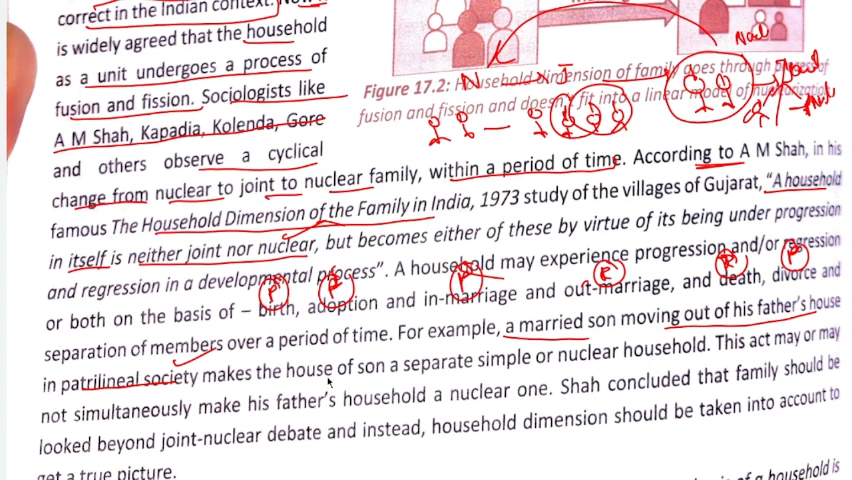 correct in the Indian context.
is widely agreed that the household
as a unit undergoes a process of
fusion and fission. Sociologists like
A M Shah, Kapadia, Kolenda, Gore
and others observe a cyclical
Figure 17.2: Household dimension of family goes through process of
fusion and fission and doesn't fit into a linear model of nuclearization
N J
Nucl
change from nuclear to joint to nuclear family, within a period of time. According to A M Shah, in his
famous The Household Dimension of the Family in India, 1973 study of the villages of Gujarat, "A household
in itself is neither joint nor nuclear, but becomes either of these by virtue of its being under progression
and regression in a developmental process". A household may experience progression and/or regression
P P P R R P
or both on the basis of – birth, adoption and in-marriage and out-marriage, and death, divorce and
separation of members over a period of time. For example, a married son moving out of his father's house
in patrilineal society makes the house of son a separate simple or nuclear household. This act may or may
not simultaneously make his father's household a nuclear one. Shah concluded that family should be
looked beyond joint-nuclear debate and instead, household dimension should be taken into account to
get a true picture.
of a household is